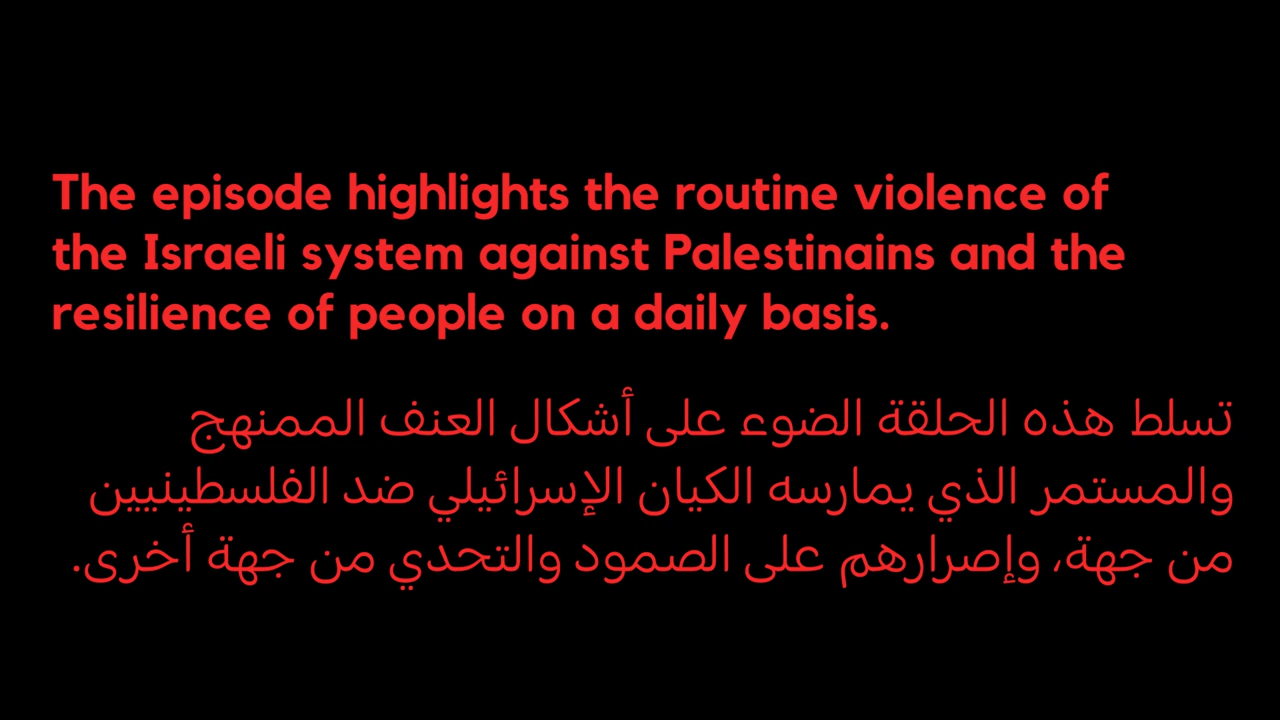 The episode highlights the routine violence of
the Israeli system against Palestinains and the
resilience of people on a daily basis.
تسلط هذه الحلقة الضوء على أشكال العنف الممنهج
والمستمر الذي يمارسه الكيان الإسرائيلي ضد الفلسطينيين
من جهة، وإصرارهم على الصمود والتحدي من جهة أخرى.